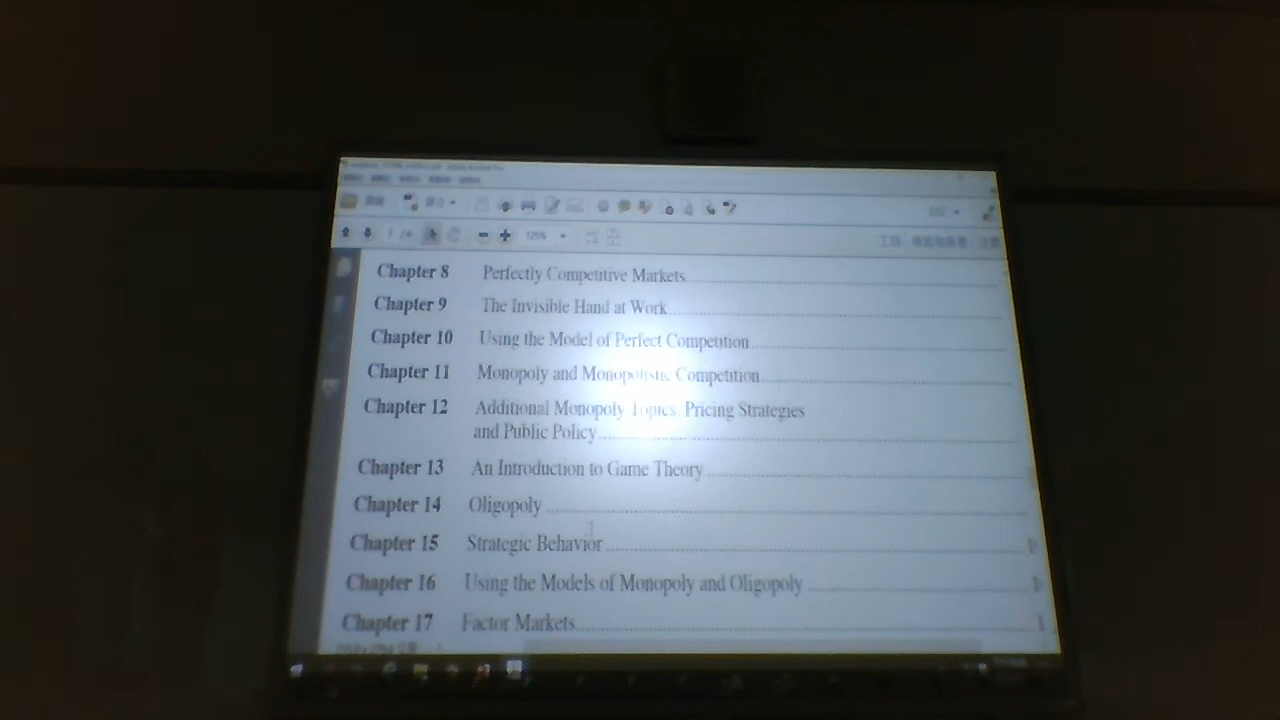 125%
Chapter 8 Perfectly Competitive Markets
Chapter 9 The Invisible Hand at Work
Chapter 10 Using the Model of Perfect Competition
Chapter 11 Monopoly and Monopolistic Competition
Chapter 12 Additional Monopoly Topics: Pricing Strategies
and Public Policy
Chapter 13 An Introduction to Game Theory
Chapter 14 Oligopoly
Chapter 15 Strategic Behavior
Chapter 16 Using the Models of Monopoly and Oligopoly
Chapter 17 Factor Markets